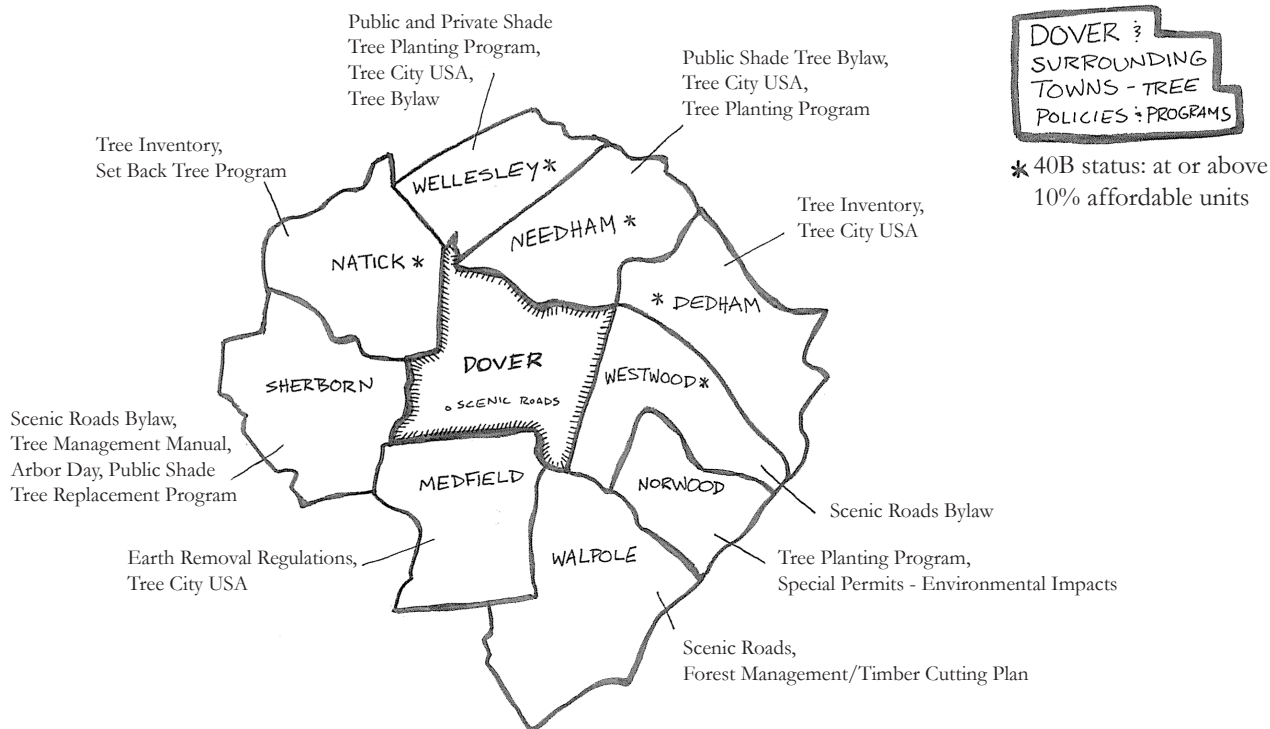 Public and Private Shade
Tree Planting Program,
Tree City USA,
Tree Bylaw
Public Shade Tree Bylaw,
Tree City USA,
Tree Planting Program
DOVER &
SURROUNDING
TOWNS - TREE
POLICIES & PROGRAMS
* 40B status: at or above
10% affordable units
Tree Inventory,
Set Back Tree Program
WELLESLEY *
NEEDHAM *
Tree Inventory,
Tree City USA
NATICK *
* DEDHAM
DOVER
SCENIC ROADS
WESTWOOD *
SHERBORN
Scenic Roads Bylaw,
Tree Management Manual,
Arbor Day, Public Shade
Tree Replacement Program
MEDFIELD
NORWOOD
Scenic Roads Bylaw
WALPOLE
Earth Removal Regulations,
Tree City USA
Tree Planting Program,
Special Permits - Environmental Impacts
Scenic Roads,
Forest Management/Timber Cutting Plan